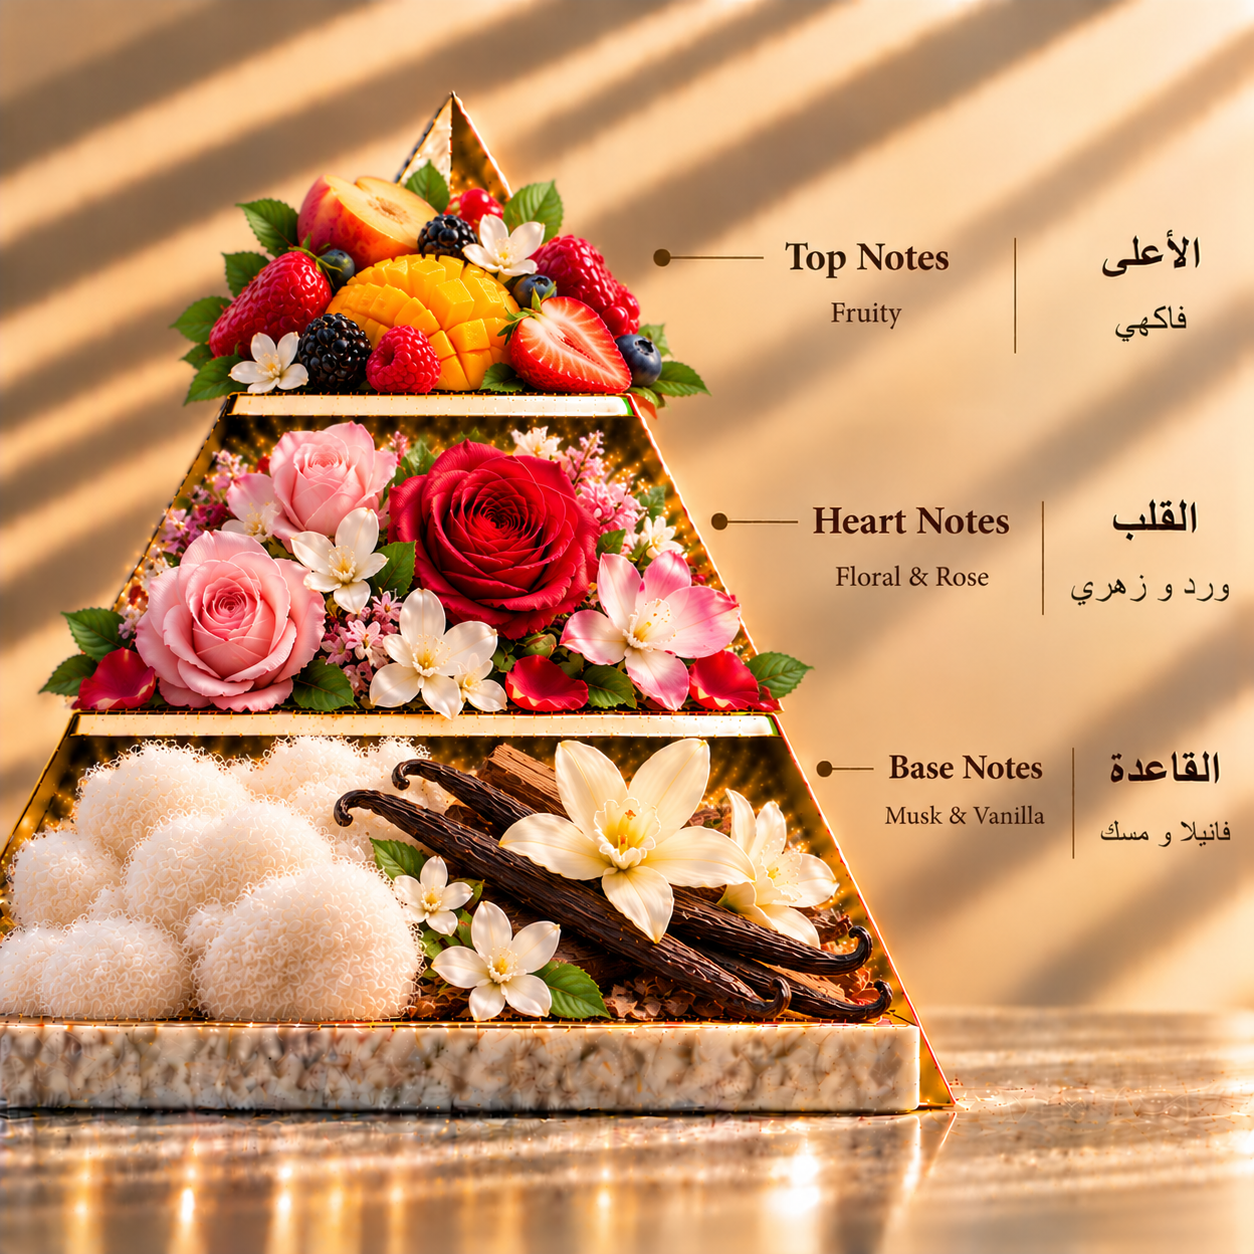 Top Notes
Fruity
الأعلى
فاكهي
Heart Notes
Floral & Rose
القلب
ورد و زهري
Base Notes
Musk & Vanilla
القاعدة
فانيلا و مسك